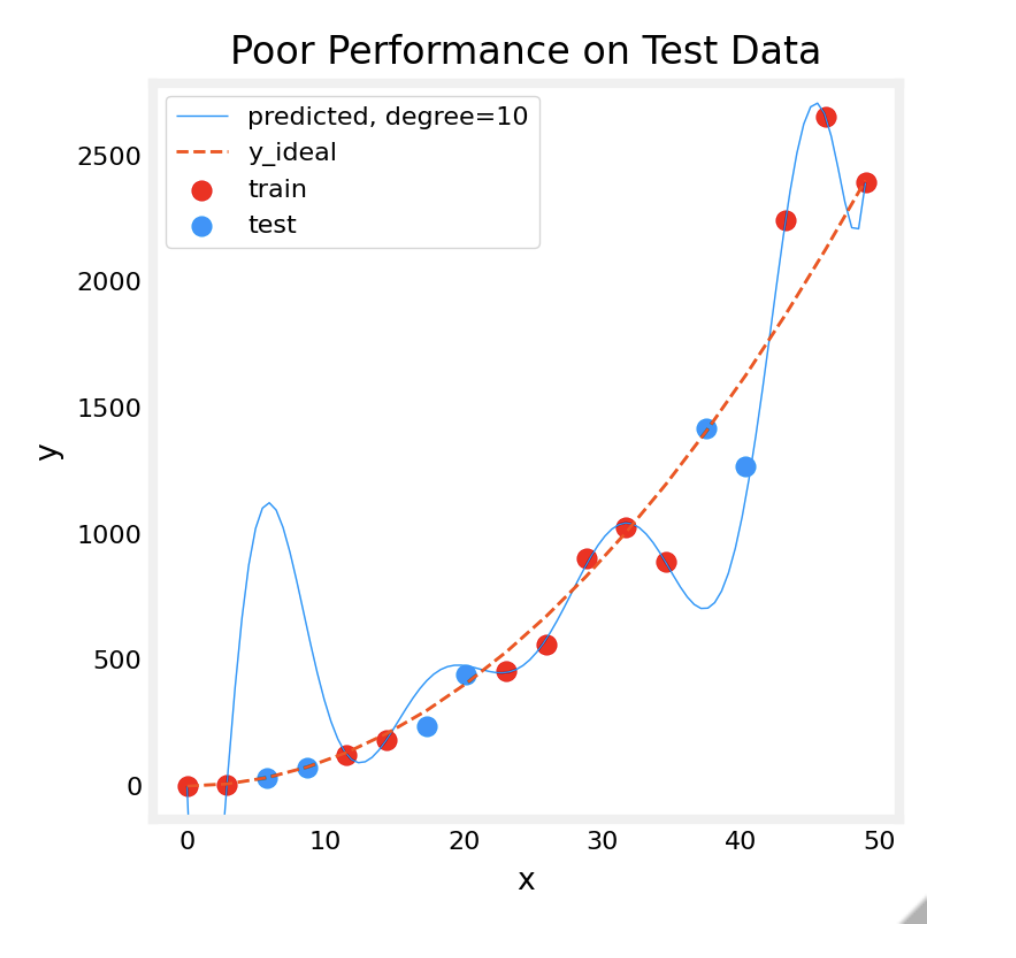 Poor Performance on Test Data
predicted, degree=10
y_ideal
train
test
2500
2000
1500
1000
500
0
y
0 10 20 30 40 50
x